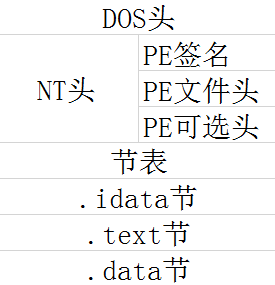 DOS头
NT头
PE签名
PE文件头
PE可选头
节表
.idata节
.text节
.data节